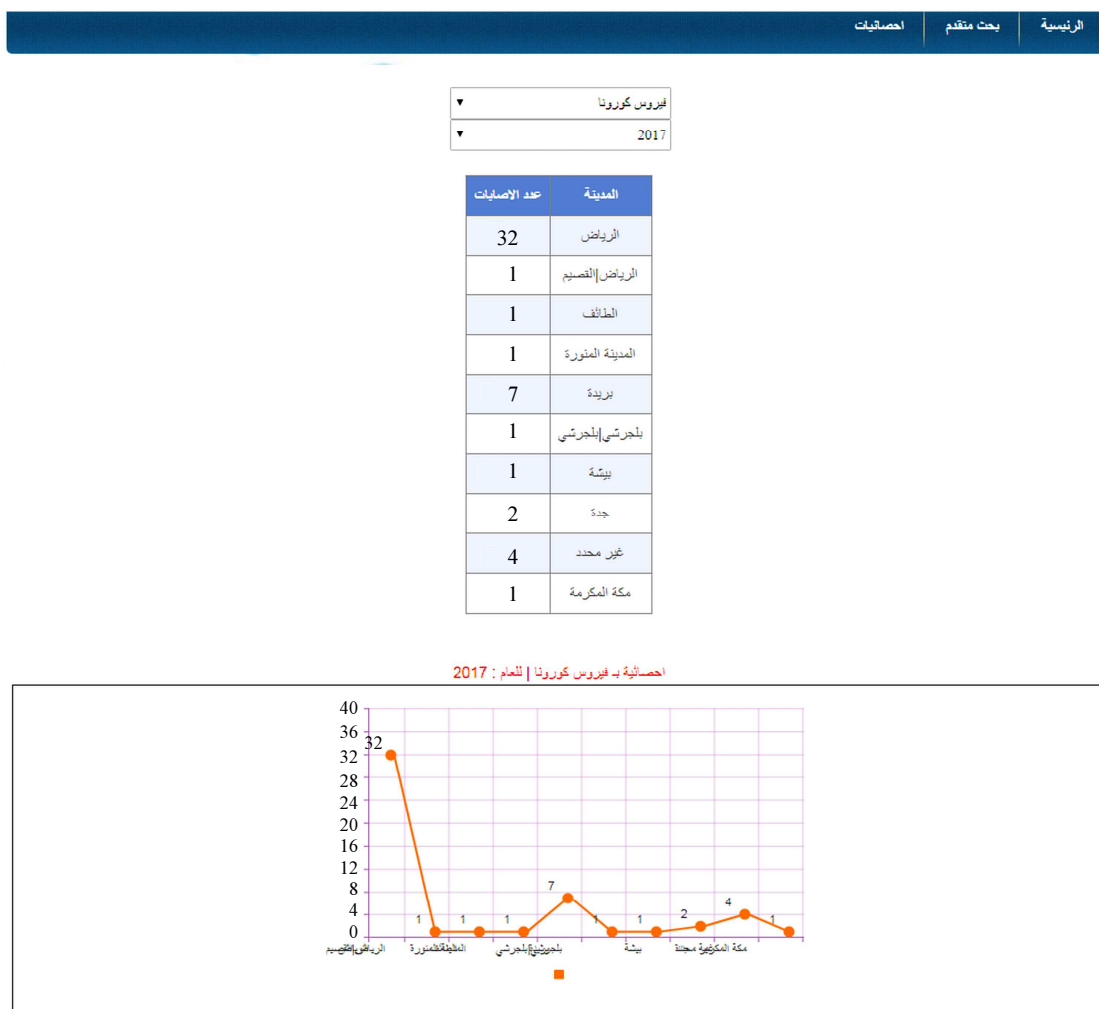 الرئيسية بحث متقدم احصائيات
فيروس كورونا
2017
المدينة عدد الاصابات
الرياض 32
الرياض|القصيم 1
الطائف 1
المدينة المنورة 1
بريدة 7
بلجرشي|بلجرشي 1
بيشة 1
جدة 2
غير محدد 4
مكة المكرمة 1
احصائية بـ فيروس كورونا | للعام : 2017
40
36
32
28
24
20
16
12
8
4
0
32 1 1 1 7 1 1 2 4 1
بيشة
مكة المكرمة